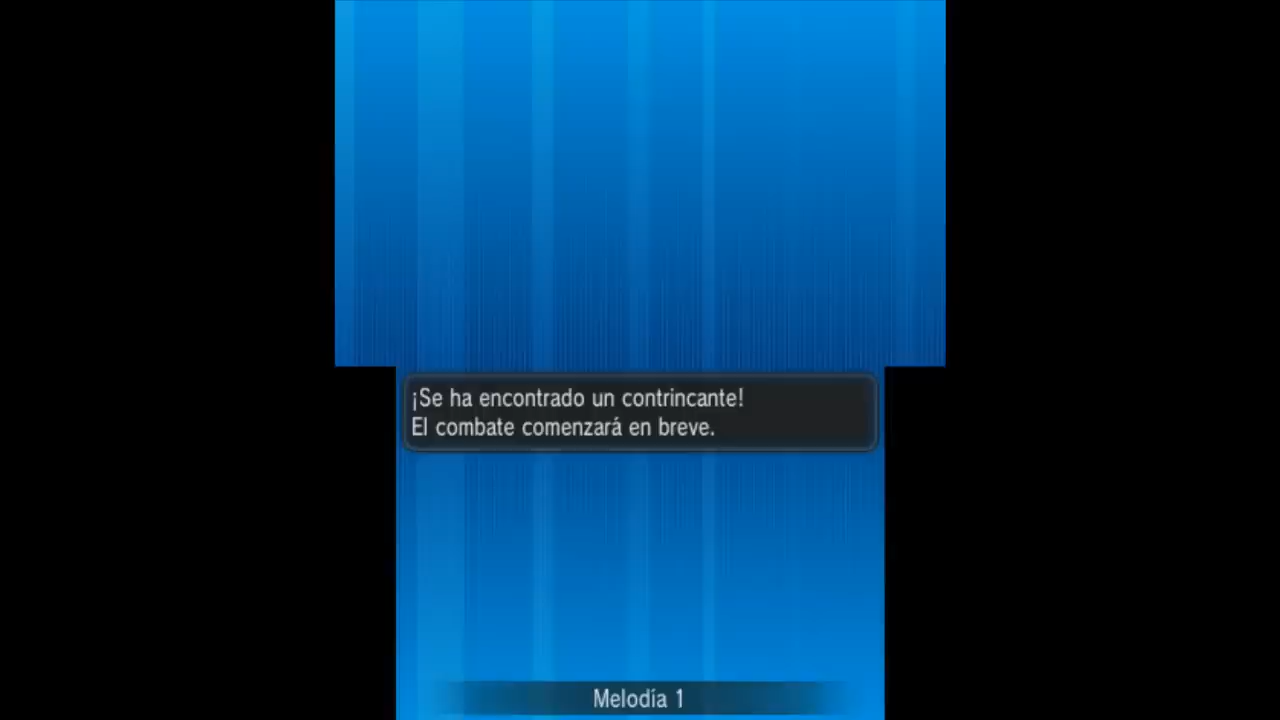 ¡Se ha encontrado un contrincante!
El combate comenzará en breve.
Melodía 1